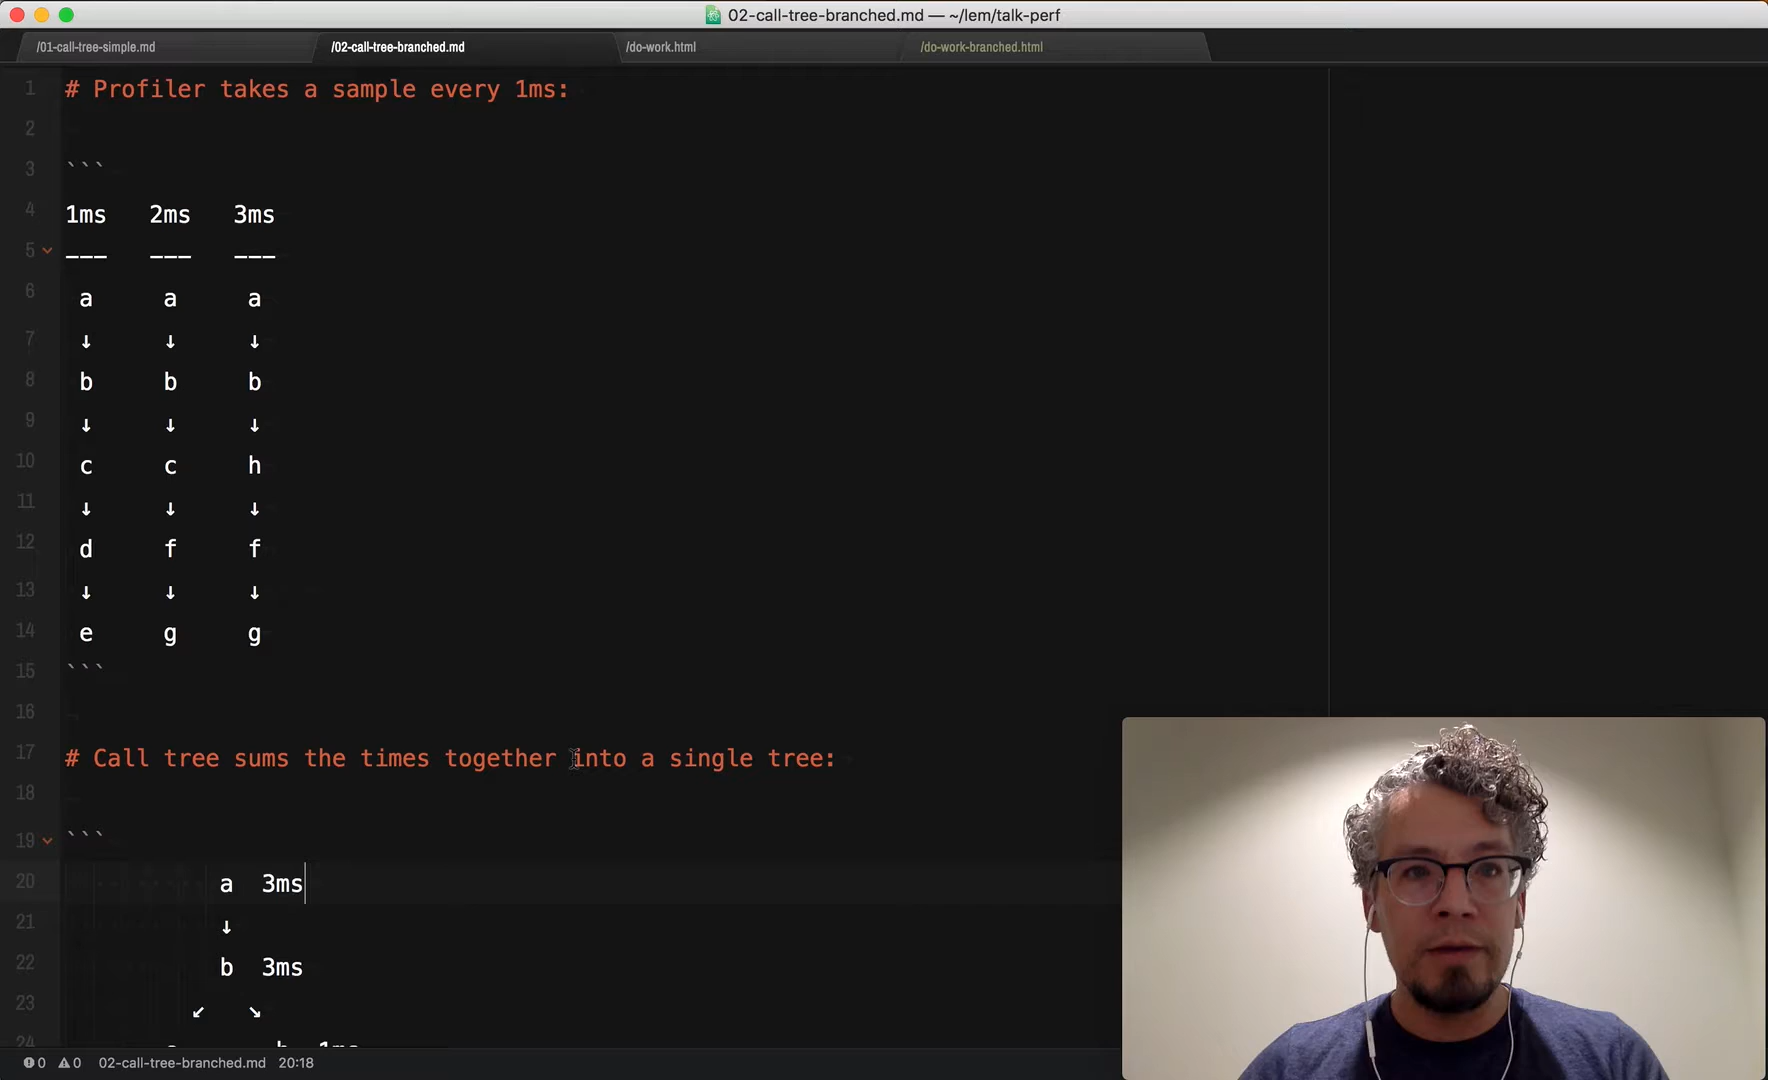 02-call-tree-branched.md — ~/lem/talk-perf
/01-call-tree-simple.md /02-call-tree-branched.md /do-work.html /do-work-branched.html
1 # Profiler takes a sample every 1ms:
2
3 ```
4 1ms 2ms 3ms
5 --- --- ---
6 a a a
7 ↓ ↓ ↓
8 b b b
9 ↓ ↓ ↓
10 c c h
11 ↓ ↓ ↓
12 d f f
13 ↓ ↓ ↓
14 e g g
15 ```
16
17 # Call tree sums the times together into a single tree:
18
19 ```
20 a 3ms
21 ↓
22 b 3ms
23 ↙ ↘
24
0 0 02-call-tree-branched.md 20:18